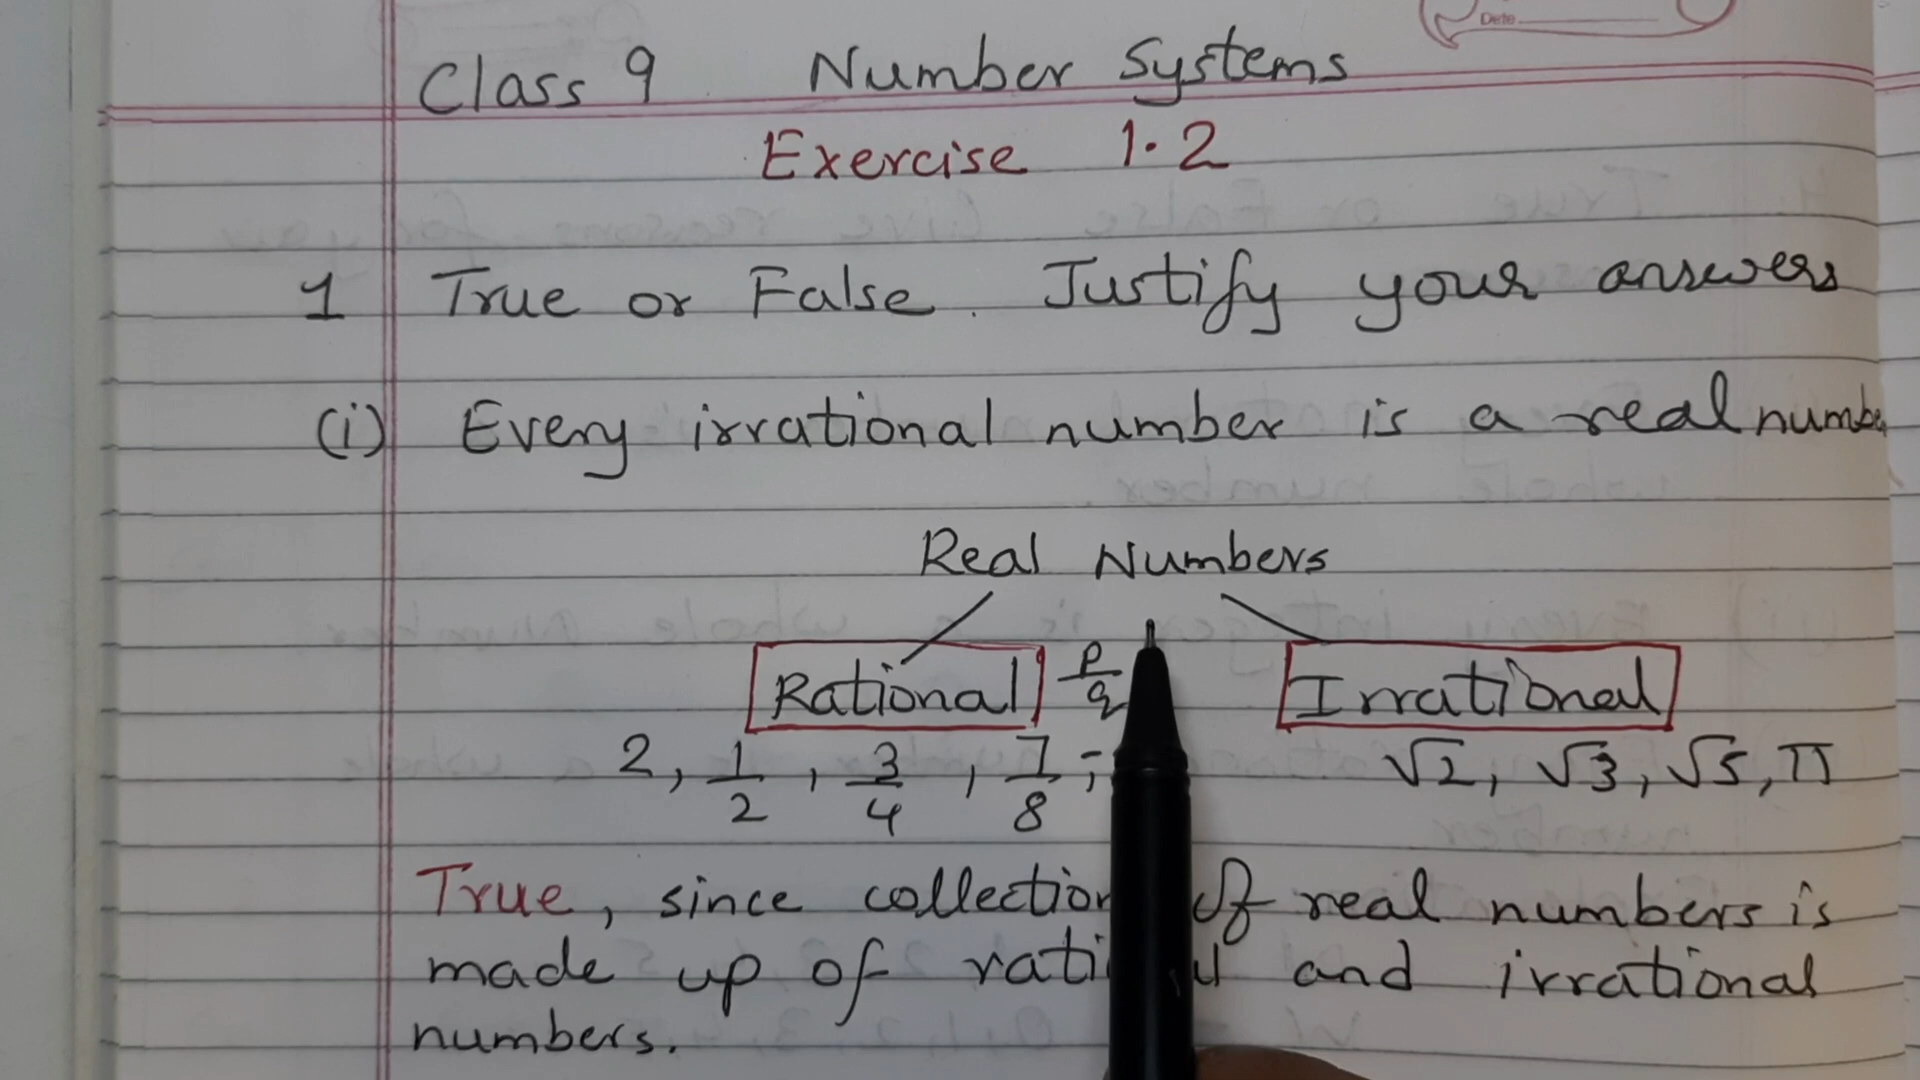 Date
Class 9 Number Systems
Exercise 1.2
1 True or False. Justify your answers
(i) Every irrational number is a real number
Real Numbers
Rational p/q Irrational
2, 1/2, 3/4, 7/8, √2, √3, √5, π
True, since collection of real numbers is
made up of and irrational
numbers.